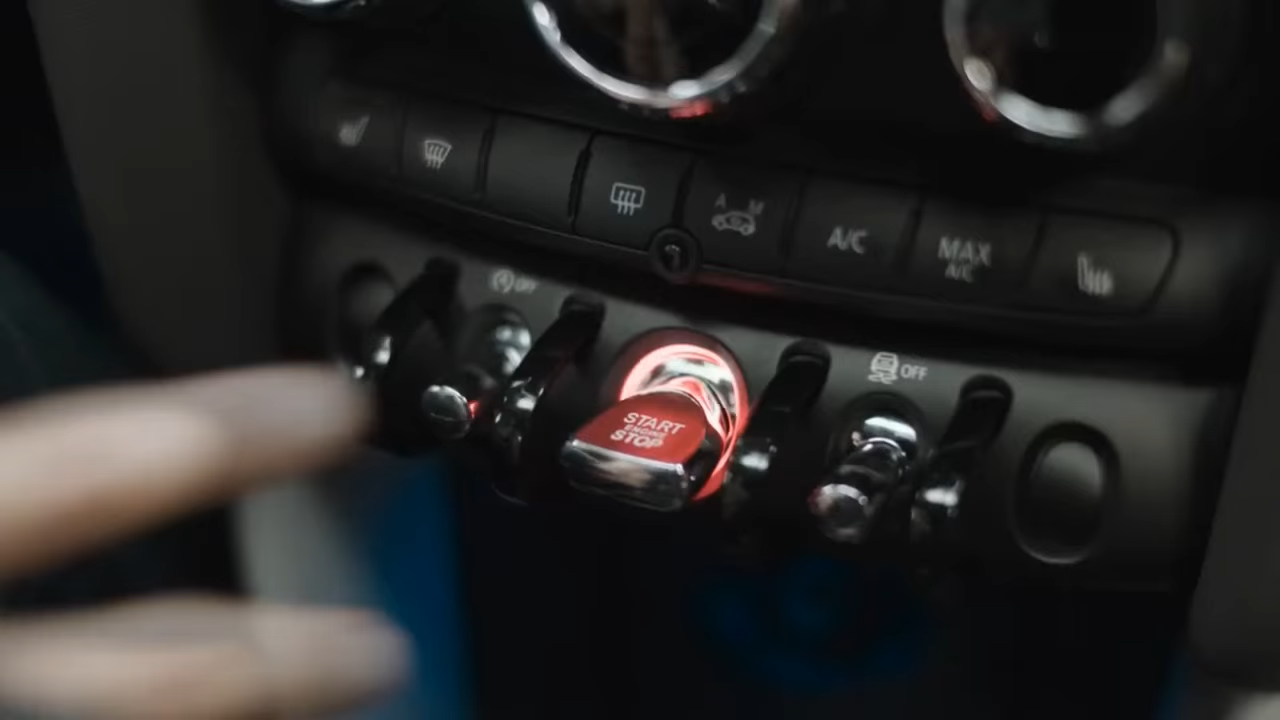 A M
A/C
MAX
A/C
OFF
START
ENGINE
STOP
OFF